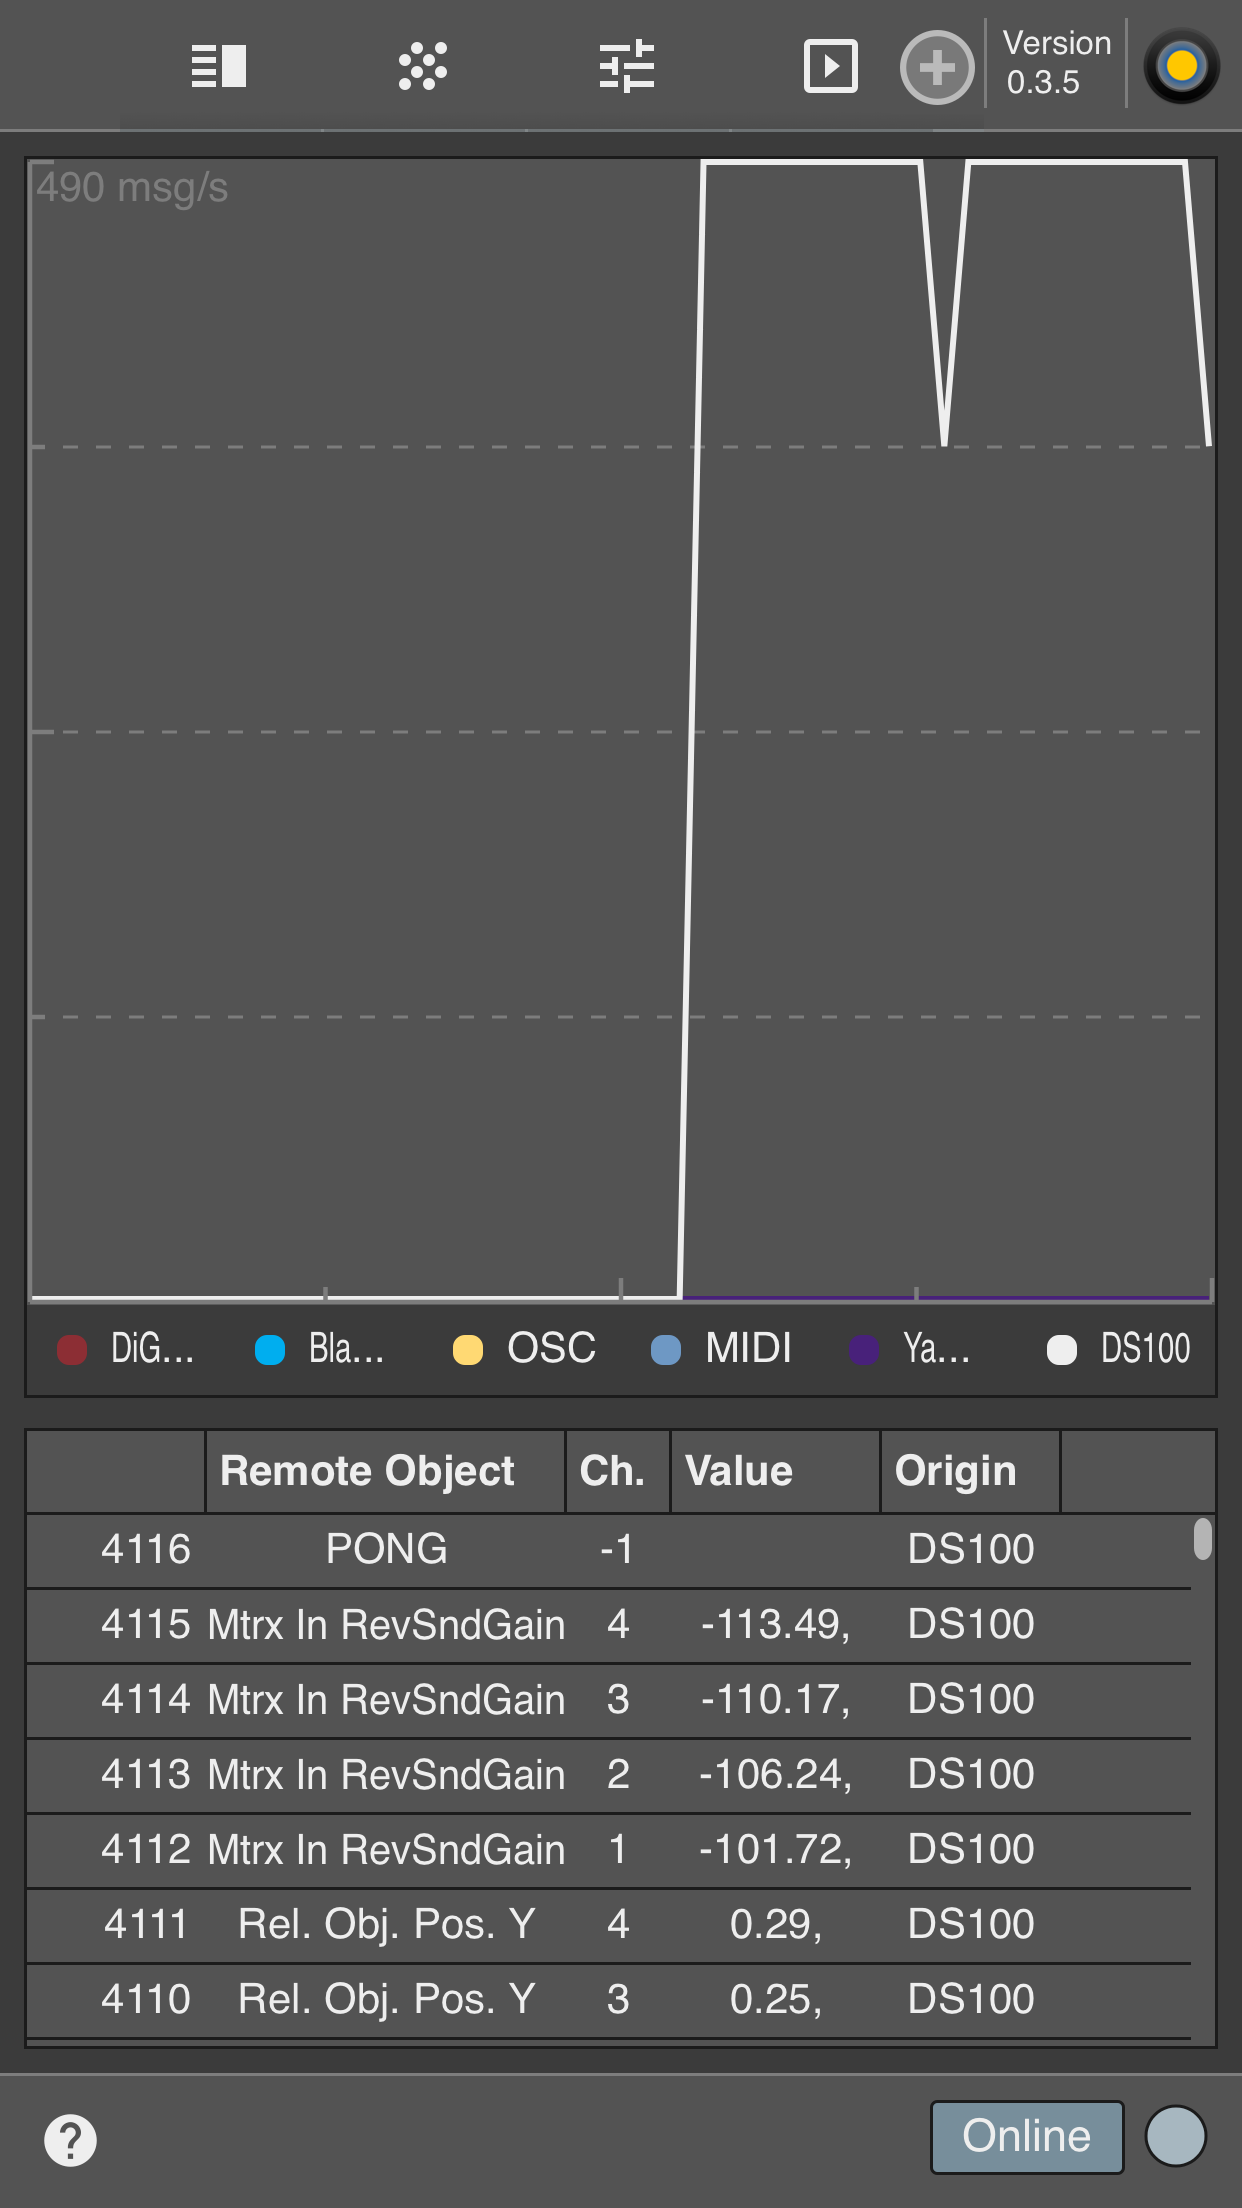 Version
0.3.5
490 msg/s
DiG... Bla... OSC MIDI Ya... DS100
Remote Object Ch. Value Origin
4116 PONG -1 DS100
4115 Mtrx In RevSndGain 4 -113.49, DS100
4114 Mtrx In RevSndGain 3 -110.17, DS100
4113 Mtrx In RevSndGain 2 -106.24, DS100
4112 Mtrx In RevSndGain 1 -101.72, DS100
4111 Rel. Obj. Pos. Y 4 0.29, DS100
4110 Rel. Obj. Pos. Y 3 0.25, DS100
? Online